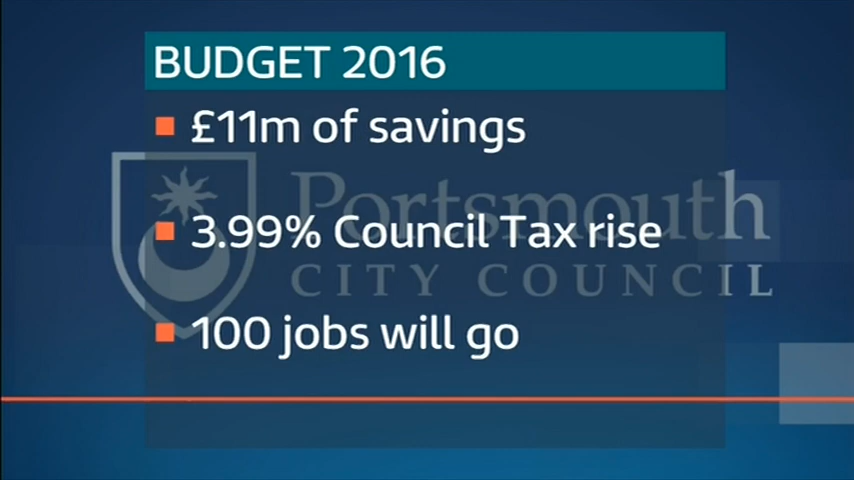 BUDGET 2016
£11m of savings
Portsmouth
3.99% Council Tax rise
CITY COUNCIL
100 jobs will go